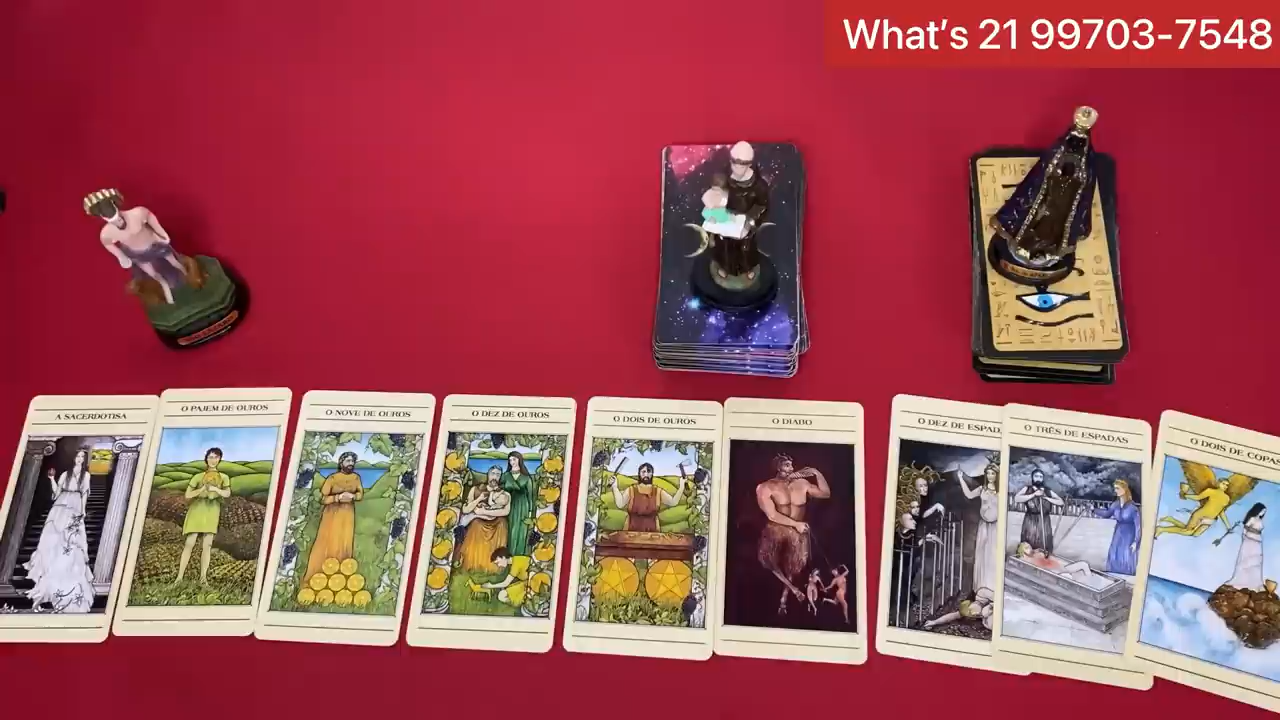 What's 21 99703-7548
A SACERDOTISA
O PAJEM DE OUROS
O NOVE DE OUROS
O DEZ DE OUROS
O DOIS DE OUROS
O DIABO
O DEZ DE ESPAD
O TRÊS DE ESPADAS
O DOIS DE COPAS